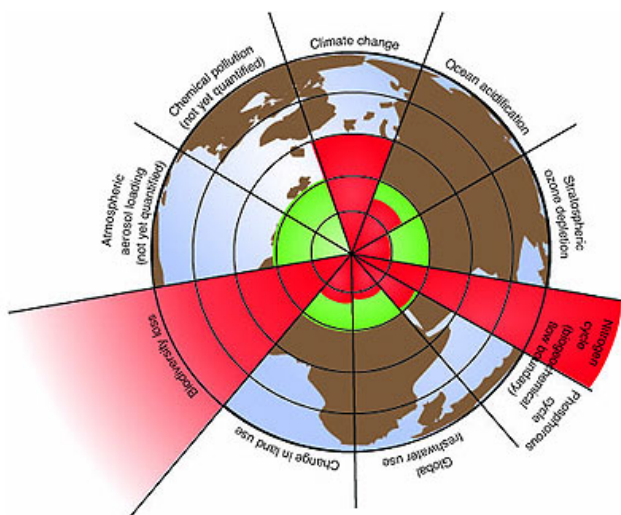 Climate change
Ocean acidification
Stratospheric
ozone depletion
Nitrogen
cycle
(biogeochemical
flow boundary)
Phosphorous
cycle
Global
freshwater use
Change in land use
Biodiversity loss
Atmospheric
aerosol loading
(not yet quantified)
Chemical pollution
(not yet quantified)